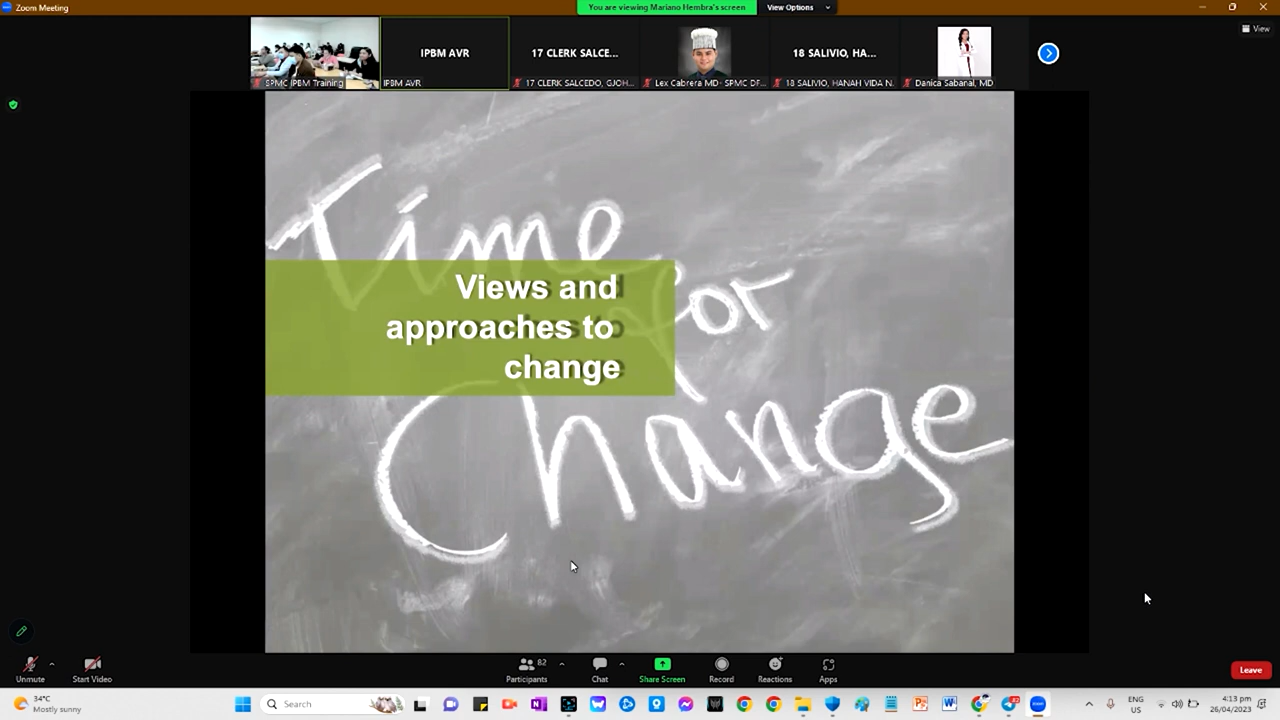 Zoom Meeting
You are viewing Mariano Hembra's screen
View Options
View
IPBM AVR
17 CLERK SALCE...
18 SALIVIO, HA...
SPMC IPBM Training
IPBM AVR
17 CLERK SALCEDO, GJOH...
Lex Cabrera MD- SPMC DF...
18 SALIVIO, HANAH VIDA N.
Danica Sabanal, MD
Time
for
Change
Views and
approaches to
change
Unmute
Start Video
82
Participants
Chat
Share Screen
Record
Reactions
Apps
Leave
34°C
Mostly sunny
Search
ENG
US
4:13 pm
26/04/2023